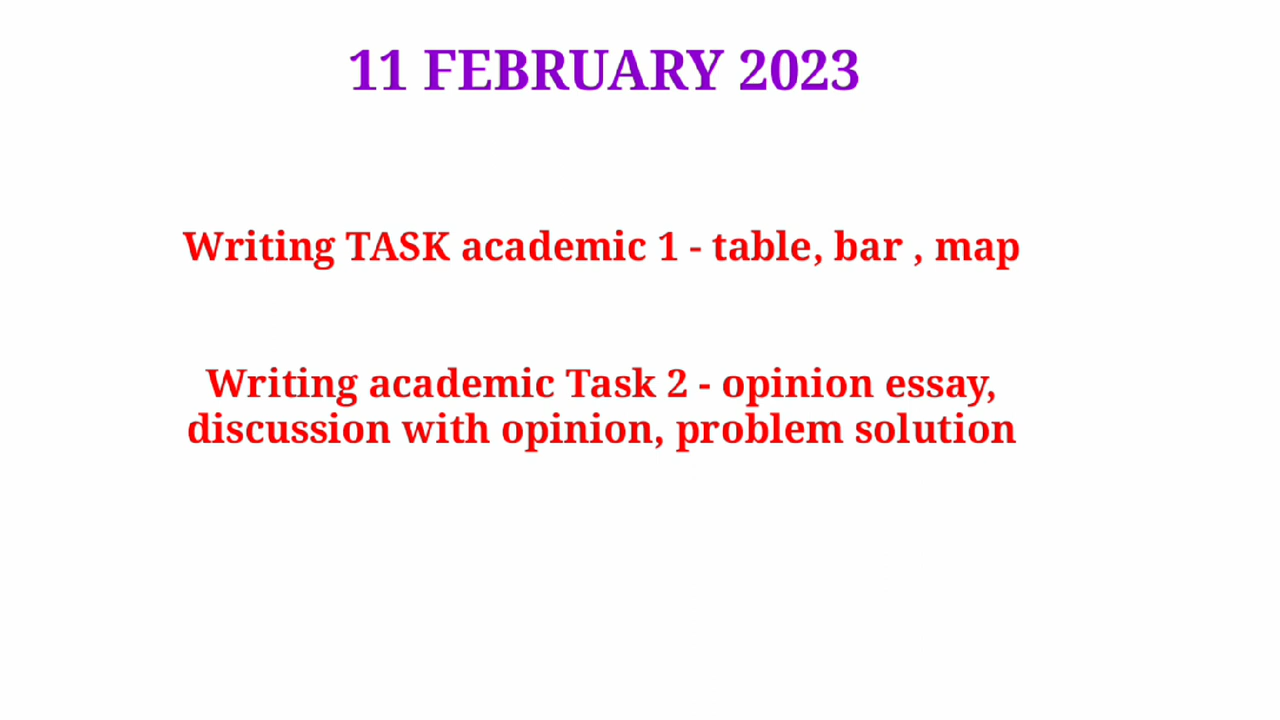 11 FEBRUARY 2023
Writing TASK academic 1 - table, bar , map
Writing academic Task 2 - opinion essay,
discussion with opinion, problem solution